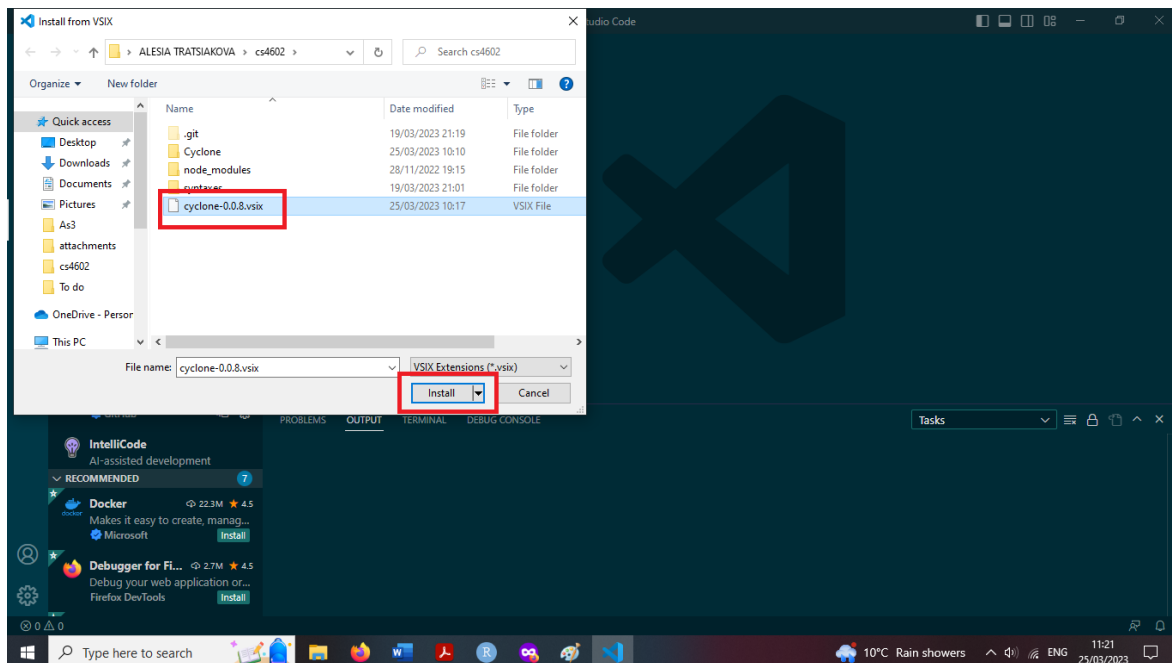 Install from VSIX
tudio Code
ALESIA TRATSIAKOVA > cs4602 >
Search cs4602
Organize
New folder
Name
Date modified
Type
Quick access
.git
19/03/2023 21:19
File folder
Desktop
Cyclone
25/03/2023 10:10
File folder
Downloads
node_modules
28/11/2022 19:15
File folder
Documents
syntaxes
19/03/2023 21:01
File folder
Pictures
cyclone-0.0.8.vsix
25/03/2023 10:17
VSIX File
As3
attachments
cs4602
To do
OneDrive - Person
This PC
File name:
cyclone-0.0.8.vsix
VSIX Extensions (*.vsix)
Install
Cancel
PROBLEMS
OUTPUT
TERMINAL
DEBUG CONSOLE
Tasks
IntelliCode
AI-assisted development
RECOMMENDED
7
Docker
22.3M
4.5
docker
Makes it easy to create, manag...
Microsoft
Install
Debugger for Fi...
2.7M
4.5
Debug your web application or...
Firefox DevTools
Install
0
0
Type here to search
10°C Rain showers
ENG
11:21
25/03/2023